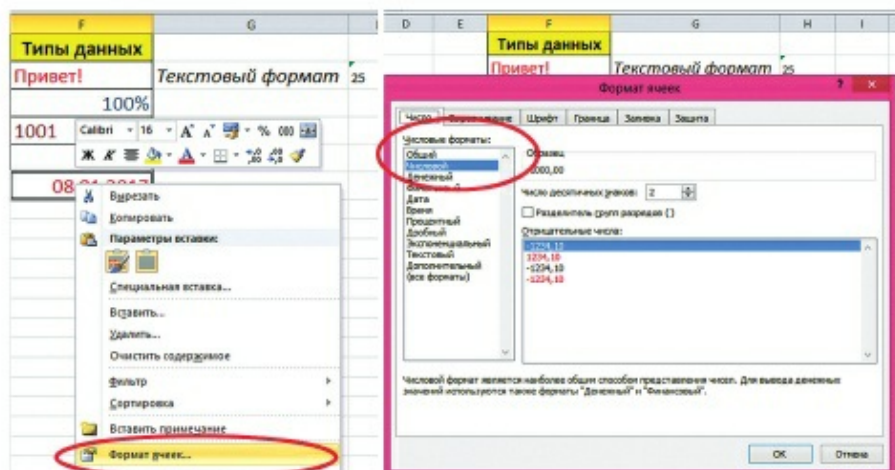 F G
Типы данных
Привет! Текстовый формат 25
100%
1001 Calibri 16 А А % 000
Ж К А
08.01.2017
Вырезать
Копировать
Параметры вставки:
Специальная вставка...
Вставить...
Удалить...
Очистить содержимое
Фильтр
Сортировка
Вставить примечание
Формат ячеек...
D E F G H I
Типы данных
Привет! Текстовый формат 25
Формат ячеек
Число Шрифт Граница Заливка Защита
Числовые форматы:
Общий
Числовой
Денежный
Финансовый
Дата
Время
Процентный
Дробный
Экспоненциальный
Текстовый
Дополнительный
(все форматы)
Образец
Число десятичных знаков: 2
Разделитель групп разрядов ()
Отрицательные числа:
-1234,10
1234,10
-1234,10
-1234,10
Числовой формат является наиболее общим способом представления чисел. Для вывода денежных
значений используются также форматы "Денежный" и "Финансовый".
ОК Отмена